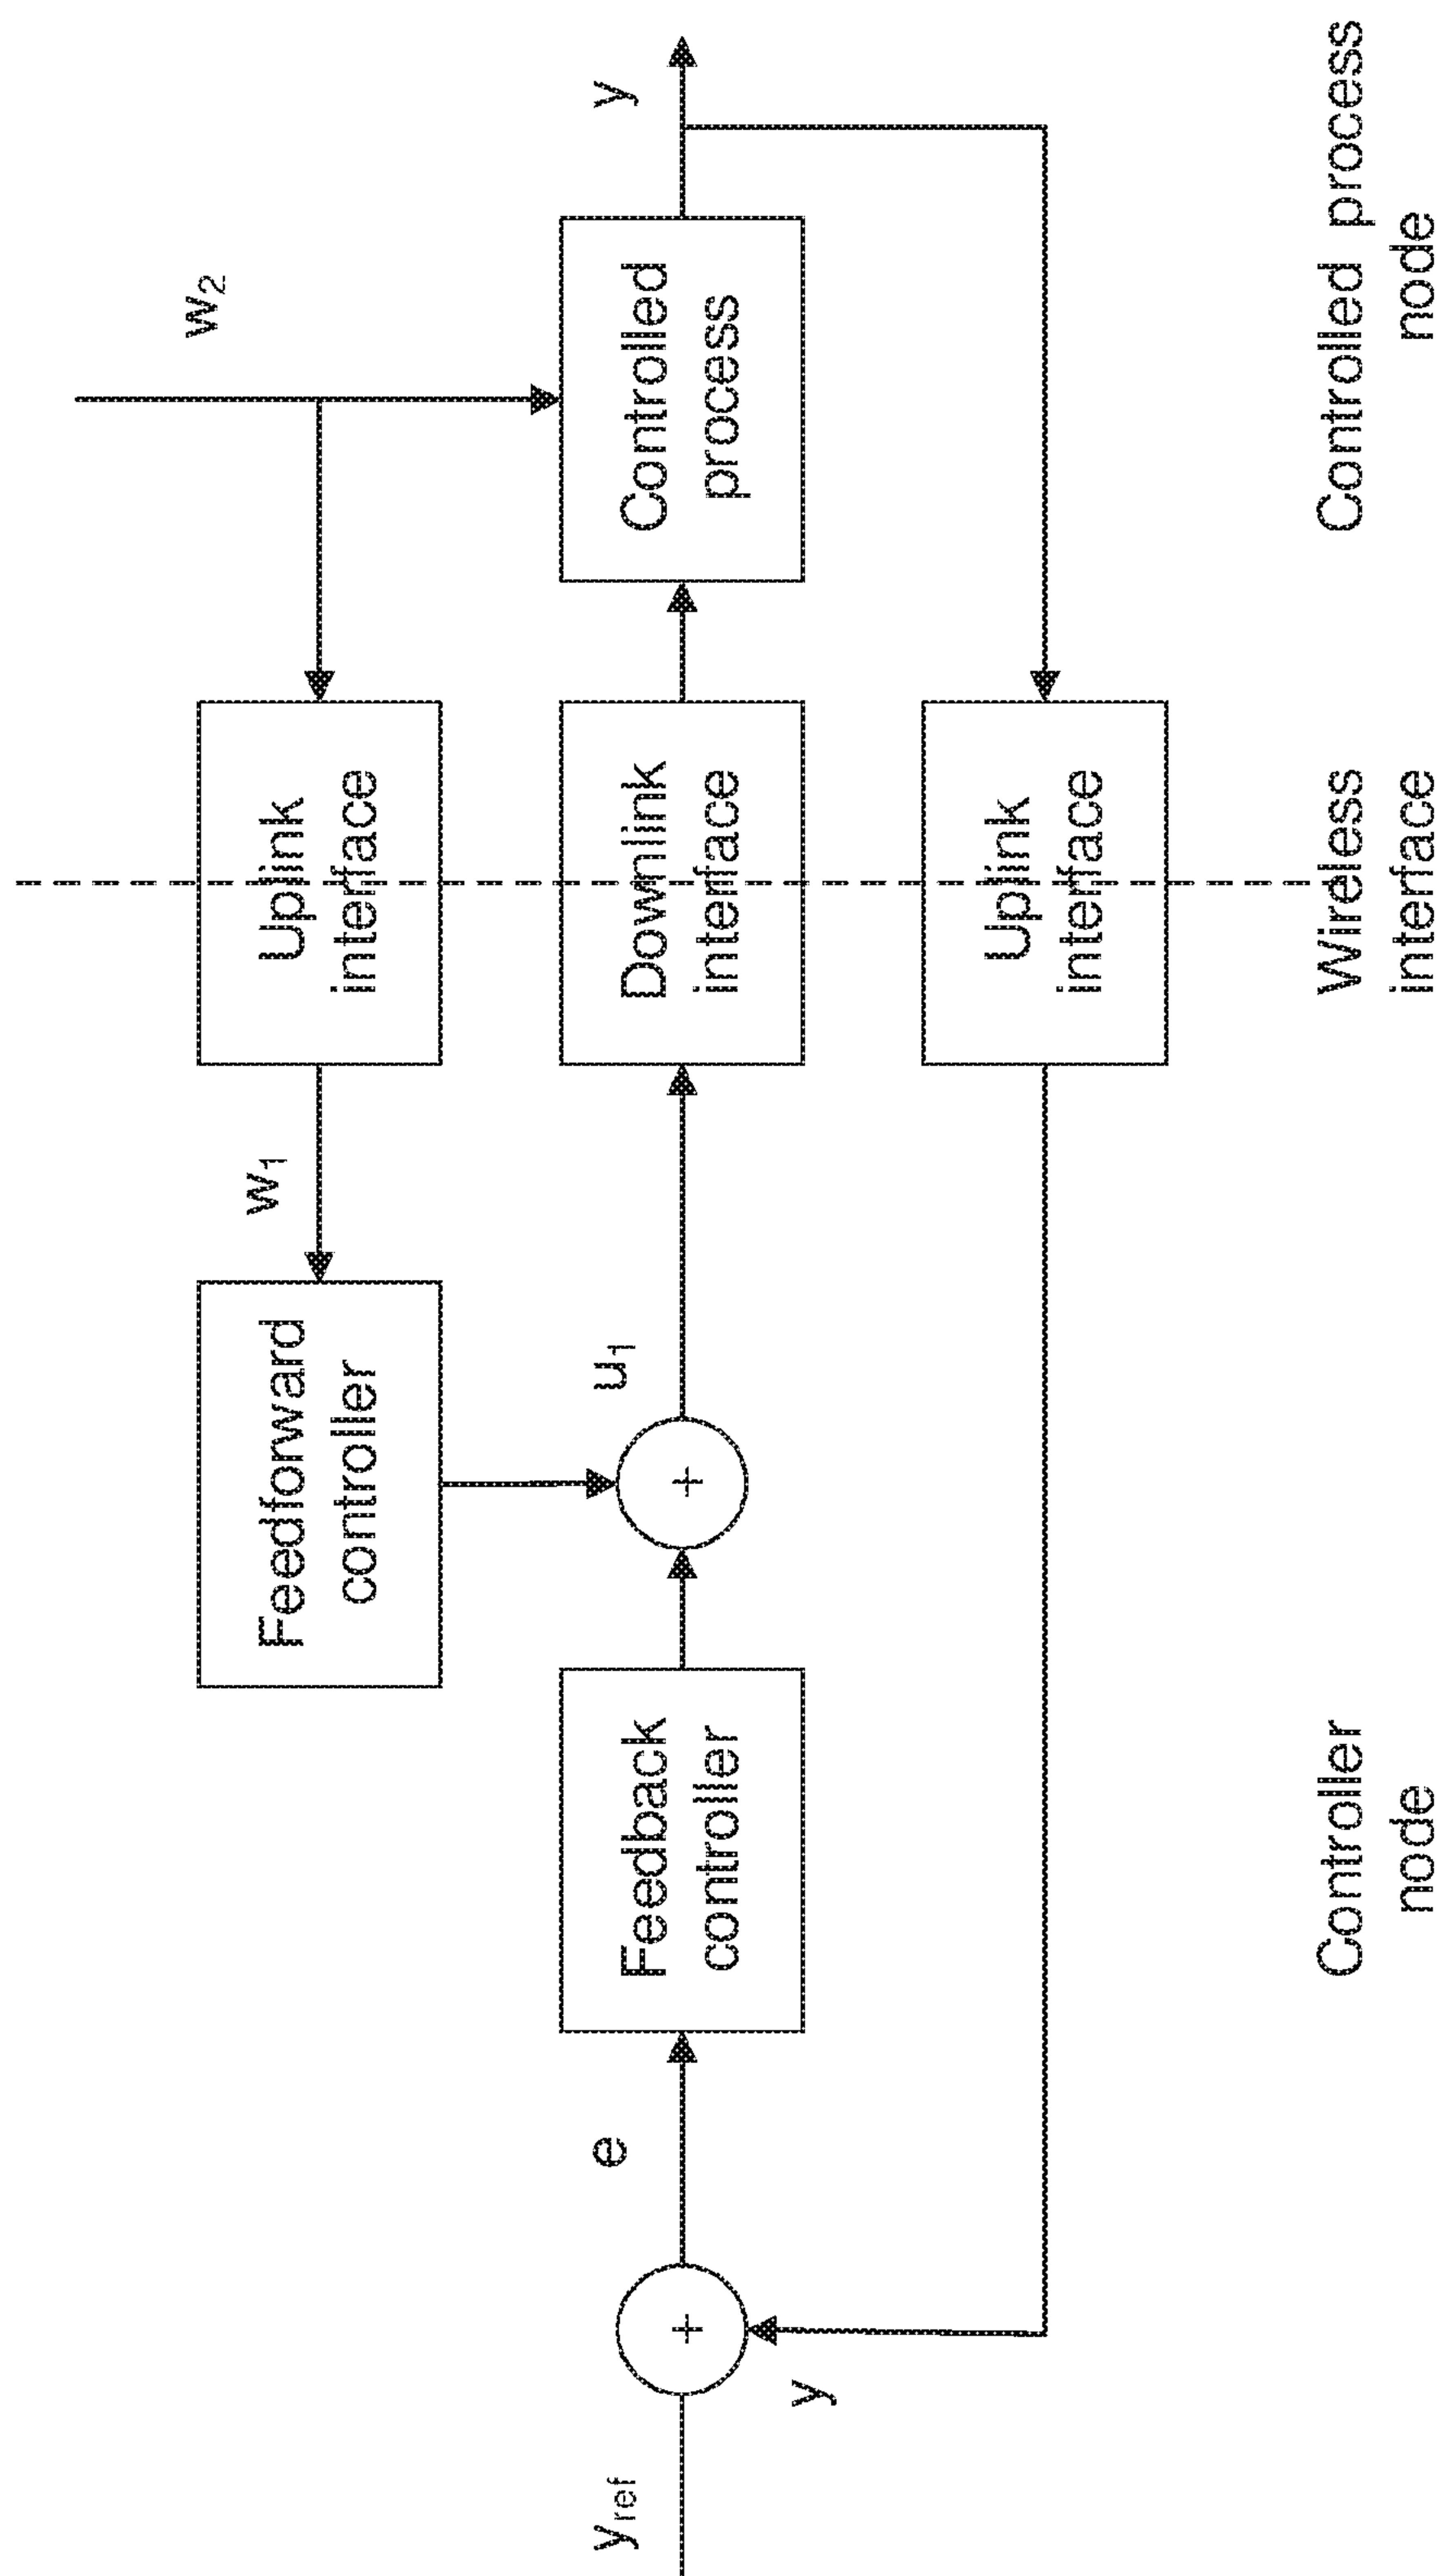 w₂
Uplink
interface
w₁
Feedforward
controller
yref
+
e
Feedback
controller
+
u₁
Downlink
interface
Controlled
process
y
y
Uplink
interface
Controller
node
Wireless
interface
Controlled process
node